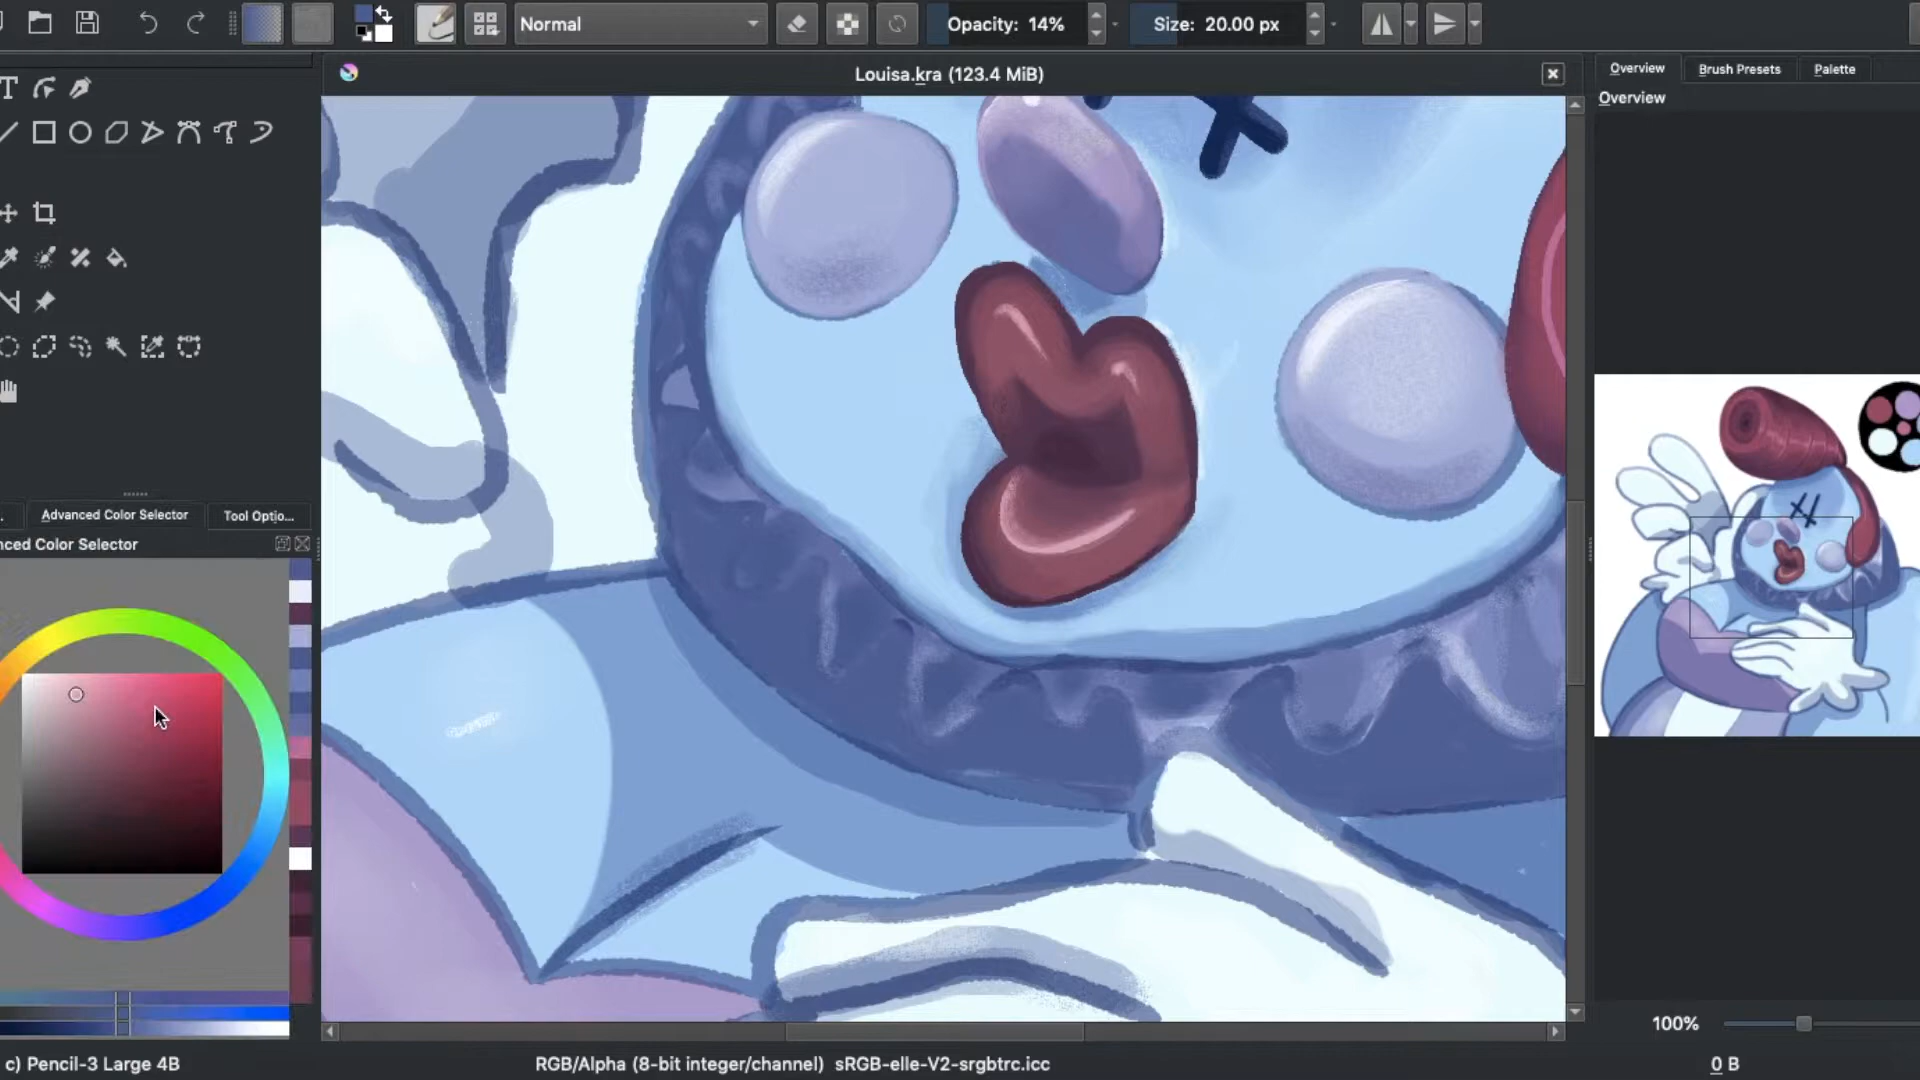 Normal
Opacity: 14%
Size: 20.00 px
Louisa.kra (123.4 MiB)
Overview
Brush Presets
Palette
Overview
Advanced Color Selector
Tool Optio...
nced Color Selector
100%
c) Pencil-3 Large 4B
RGB/Alpha (8-bit integer/channel) sRGB-elle-V2-srgbtrc.icc
0 B